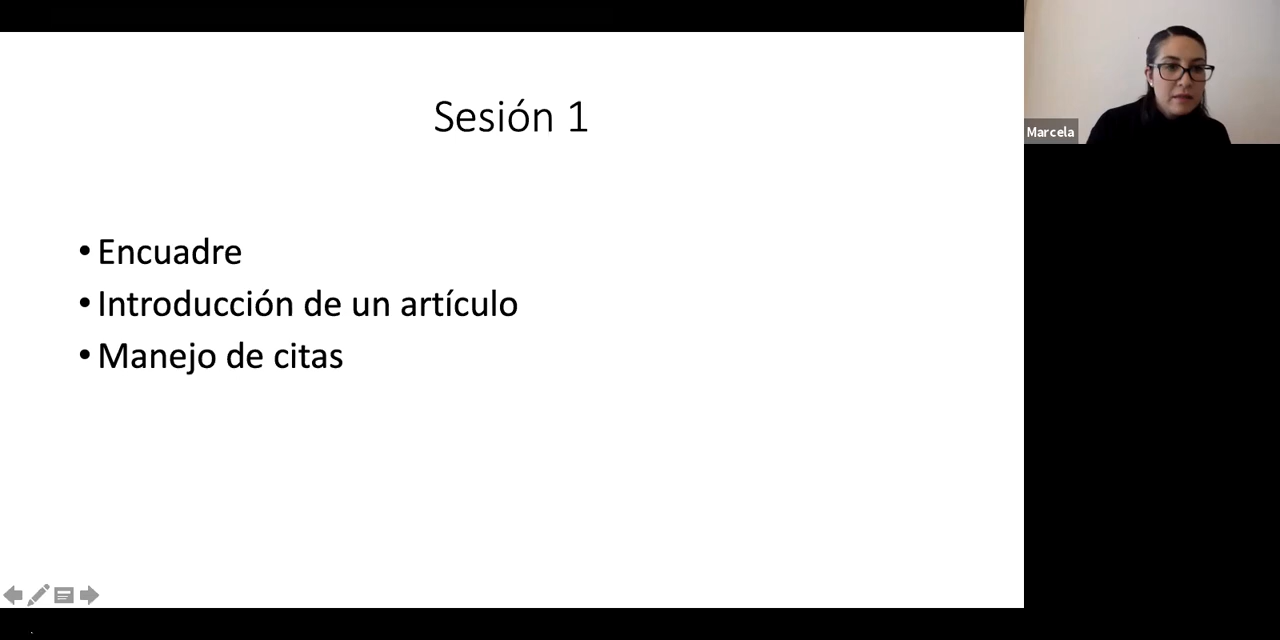 Sesión 1
• Encuadre
• Introducción de un artículo
• Manejo de citas
Marcela